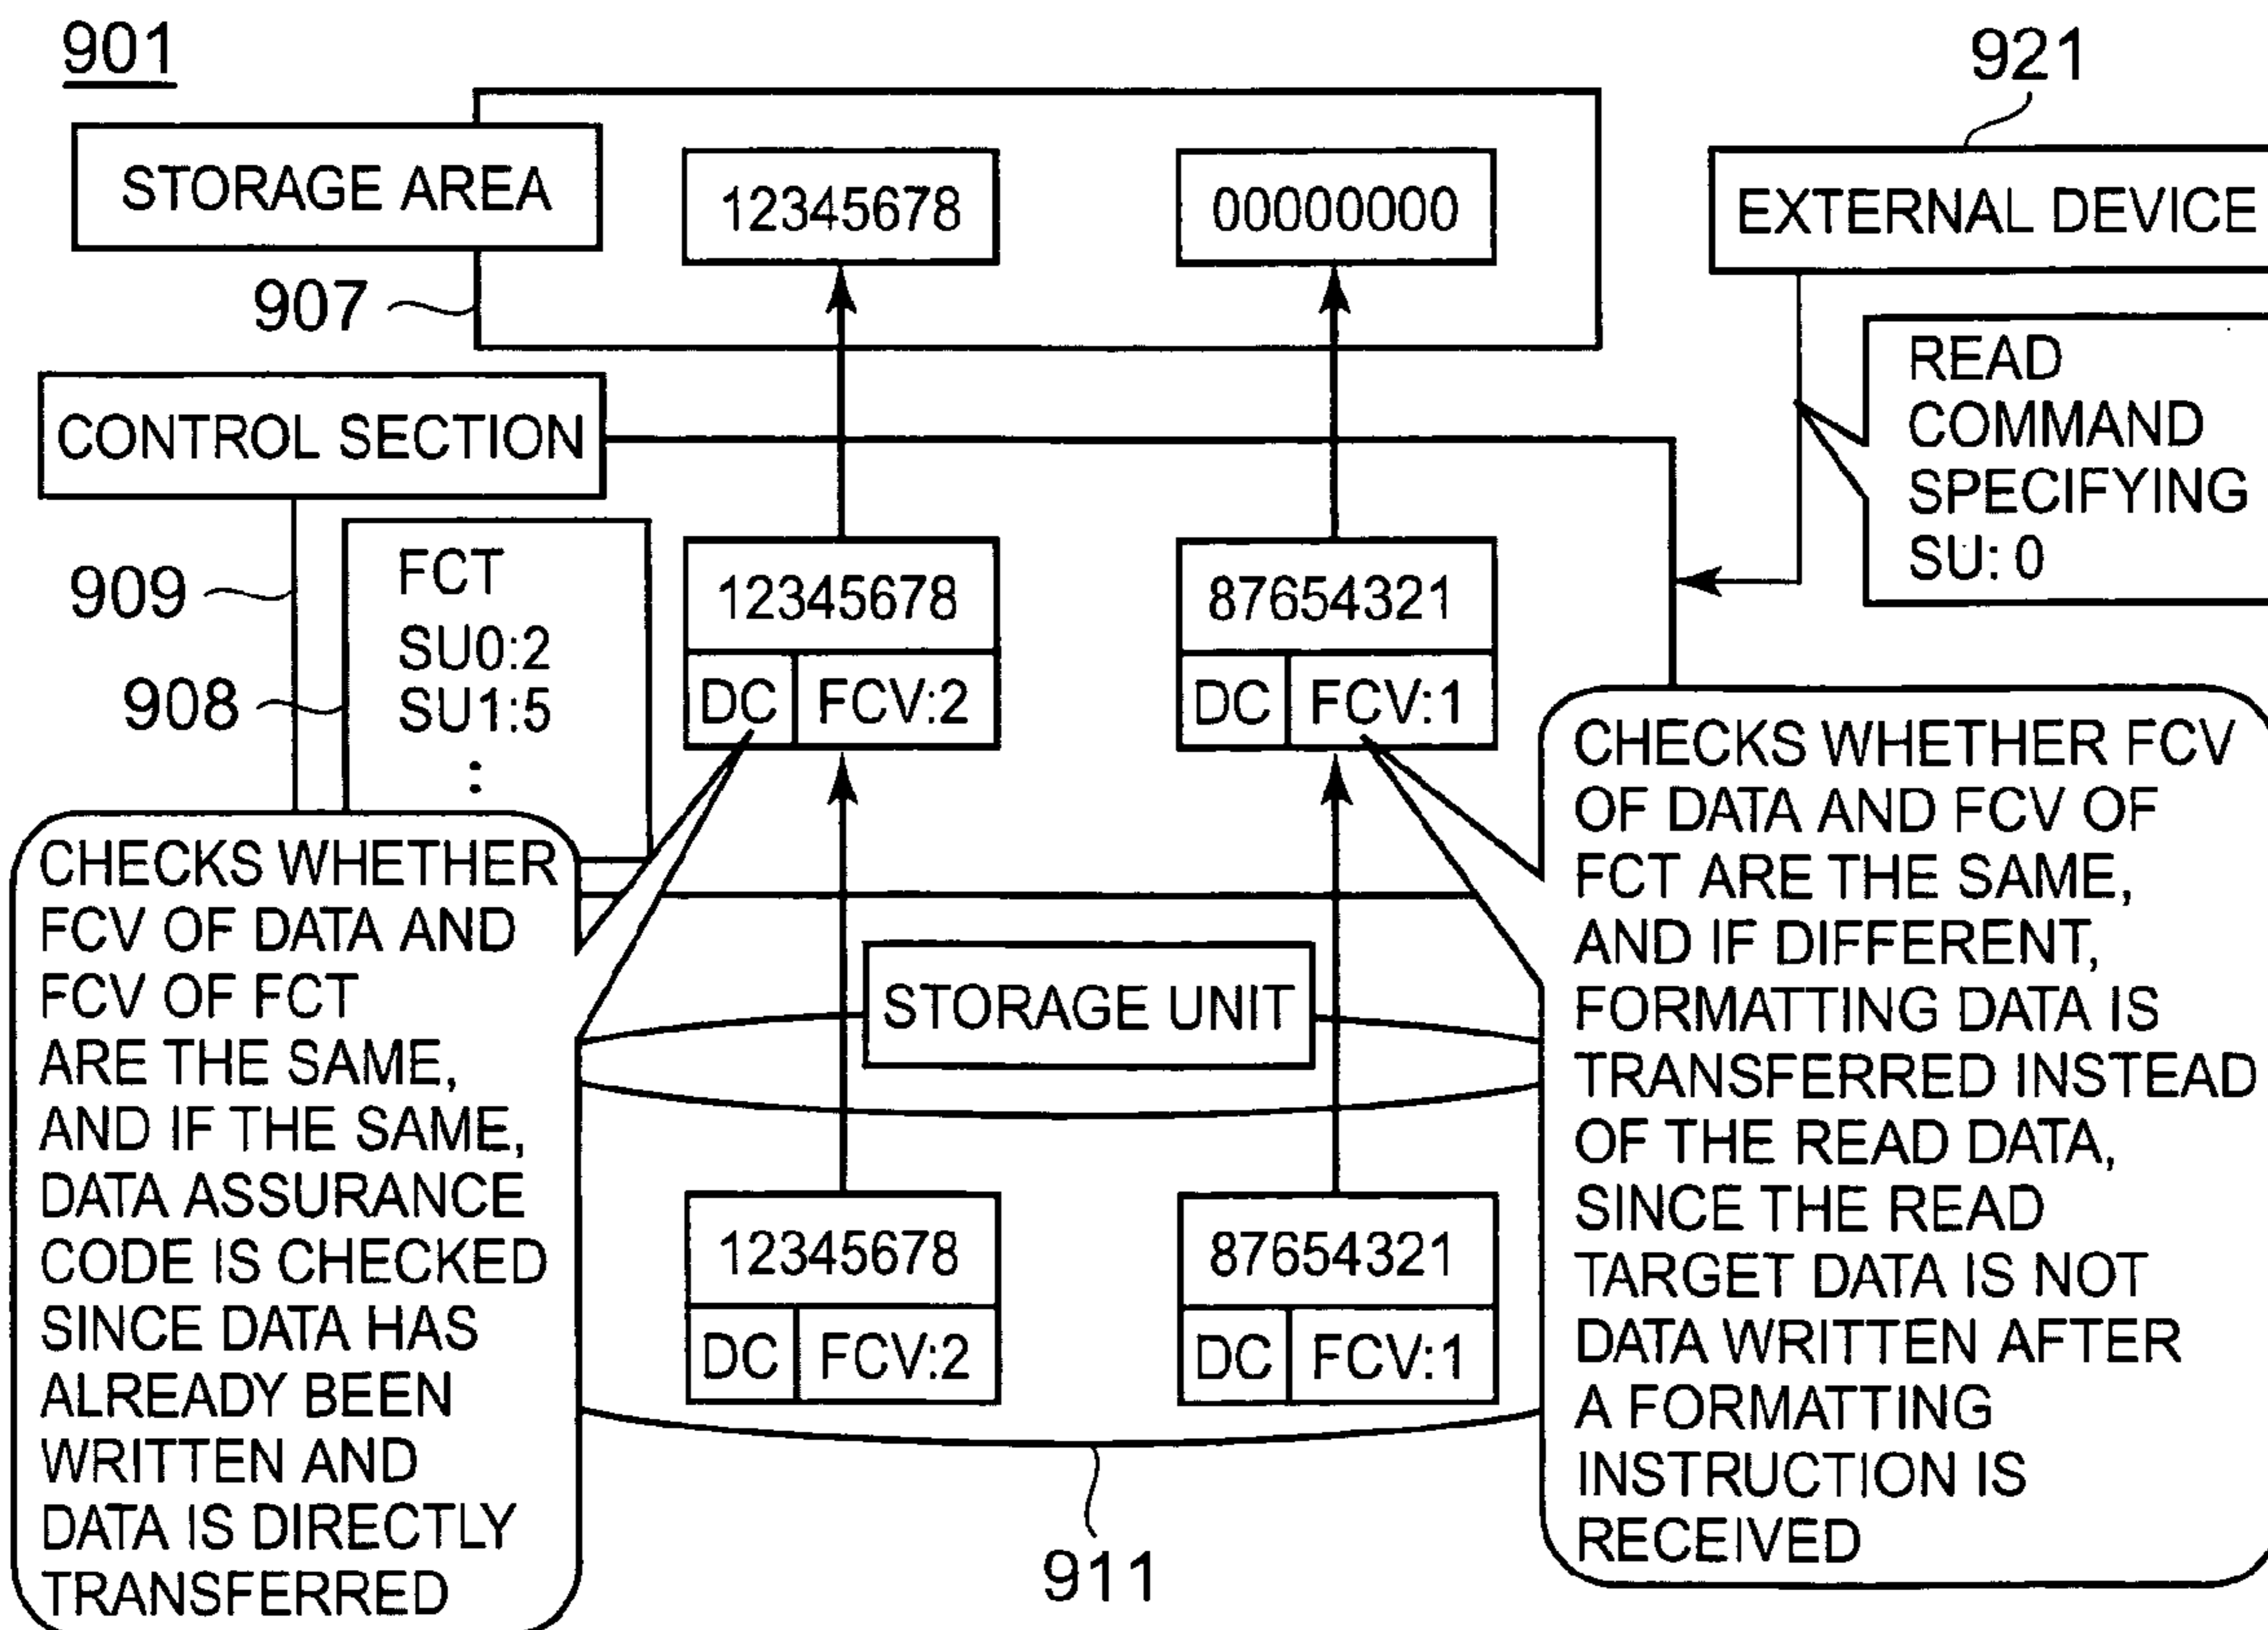 901
921
STORAGE AREA
12345678
00000000
EXTERNAL DEVICE
907
READ
COMMAND
SPECIFYING
SU: 0
CONTROL SECTION
909
908
FCT
SU0:2
SU1:5
:
12345678
DC
FCV:2
87654321
DC
FCV:1
CHECKS WHETHER
FCV OF DATA AND
FCV OF FCT
ARE THE SAME,
AND IF THE SAME,
DATA ASSURANCE
CODE IS CHECKED
SINCE DATA HAS
ALREADY BEEN
WRITTEN AND
DATA IS DIRECTLY
TRANSFERRED
CHECKS WHETHER FCV
OF DATA AND FCV OF
FCT ARE THE SAME,
AND IF DIFFERENT,
FORMATTING DATA IS
TRANSFERRED INSTEAD
OF THE READ DATA,
SINCE THE READ
TARGET DATA IS NOT
DATA WRITTEN AFTER
A FORMATTING
INSTRUCTION IS
RECEIVED
STORAGE UNIT
12345678
DC
FCV:2
87654321
DC
FCV:1
911